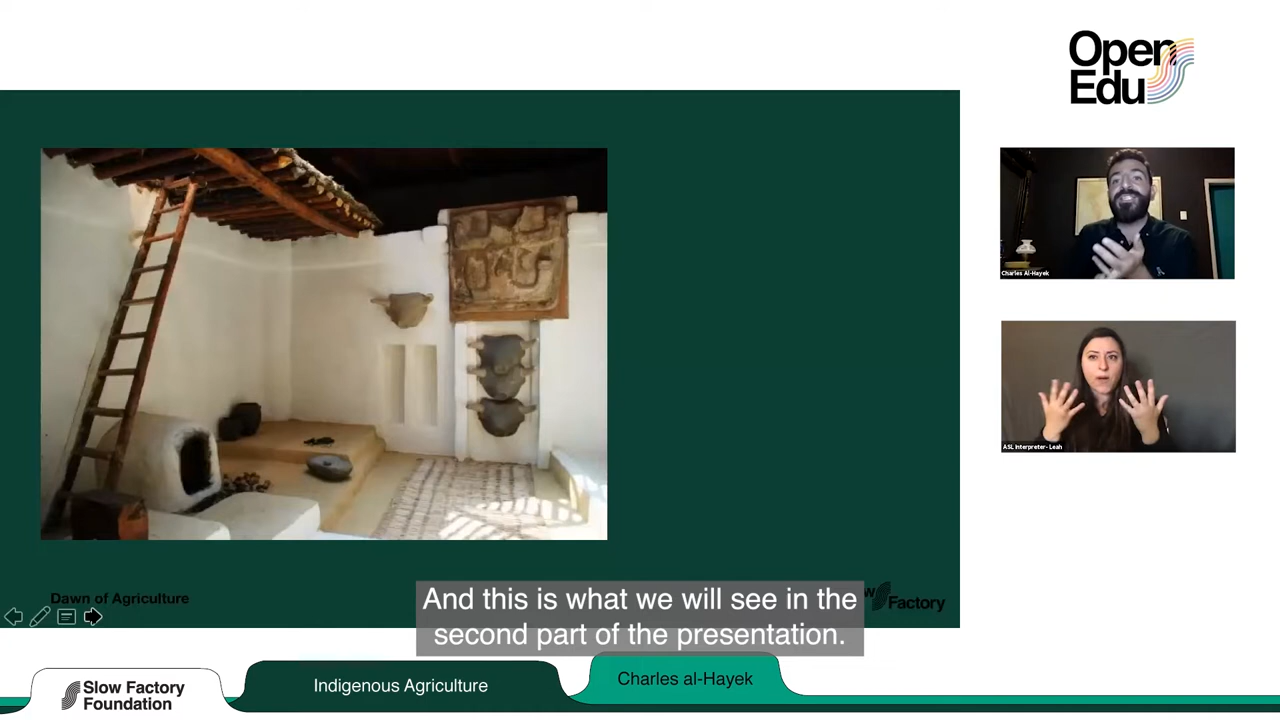 Open
Edu
Charles Al-Hayek
ASL Interpreter- Leah
Dawn of Agriculture
And this is what we will see in the
second part of the presentation.
Factory
Slow Factory
Foundation
Indigenous Agriculture
Charles al-Hayek